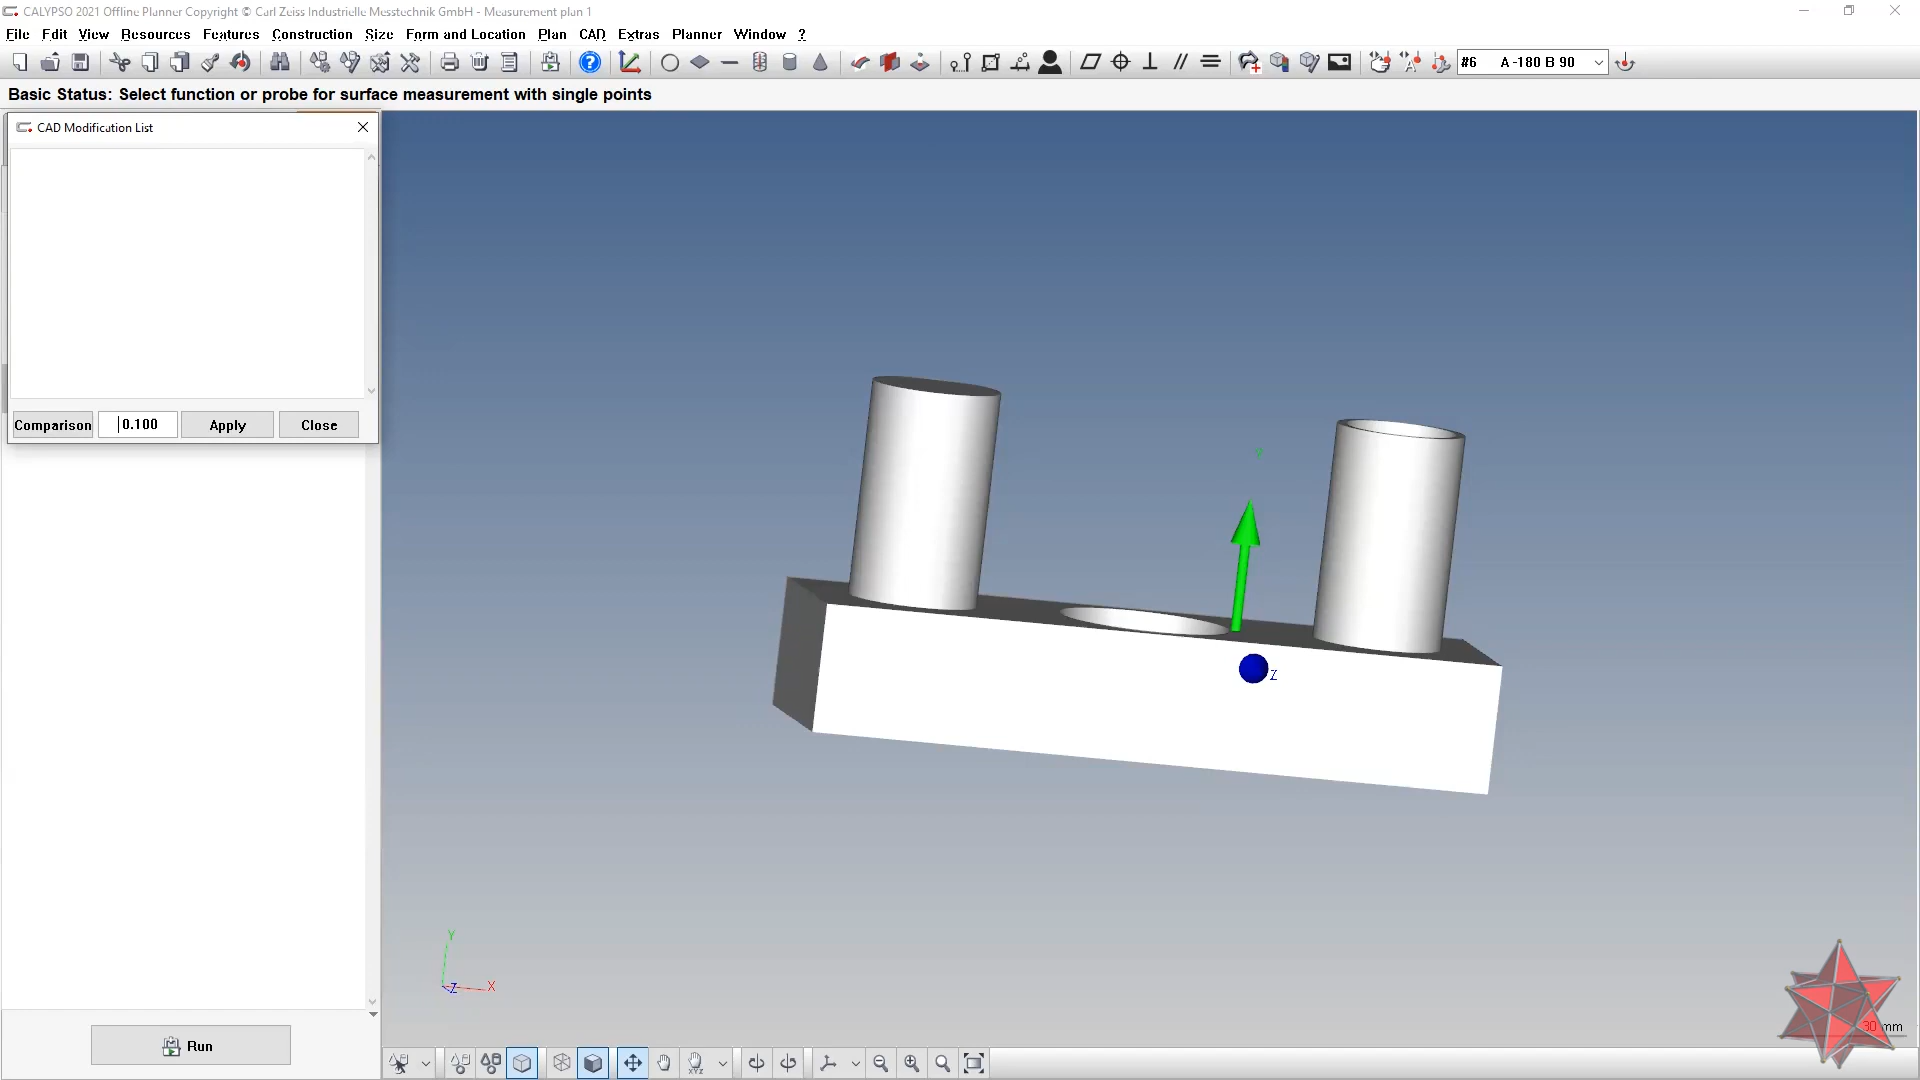 CALYPSO 2021 Offline Planner Copyright © Carl Zeiss Industrielle Messtechnik GmbH - Measurement plan 1
File Edit View Resources Features Construction Size Form and Location Plan CAD Extras Planner Window ?
#6 A -180 B 90
Basic Status: Select function or probe for surface measurement with single points
CAD Modification List
Comparison 0.100 Apply Close
Z
Y
Z X
30 mm
Run
XYZ